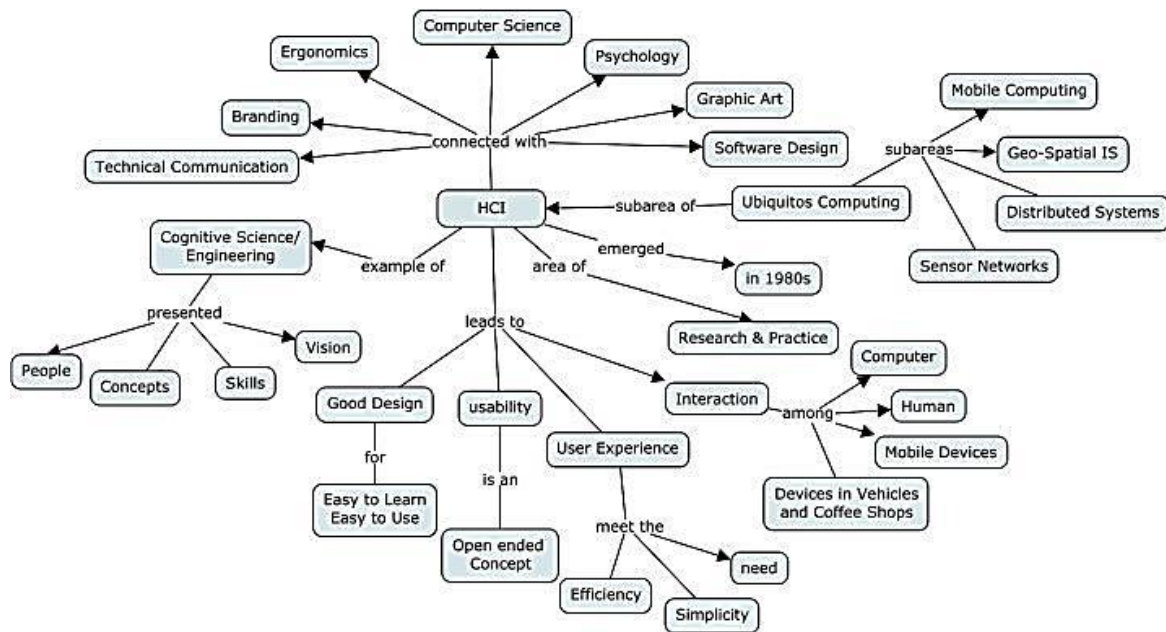 Computer Science
Ergonomics
Psychology
Mobile Computing
Graphic Art
Branding
connected with
subareas
Software Design
Geo-Spatial IS
Technical Communication
HCI
subarea of
Ubiquitos Computing
Distributed Systems
Cognitive Science/
Engineering
example of
area of
emerged
in 1980s
Sensor Networks
presented
leads to
Research & Practice
People
Concepts
Skills
Vision
Computer
Good Design
usability
Interaction
among
Human
Mobile Devices
User Experience
for
is an
Easy to Learn
Easy to Use
Devices in Vehicles
and Coffee Shops
Open ended
Concept
meet the
need
Efficiency
Simplicity